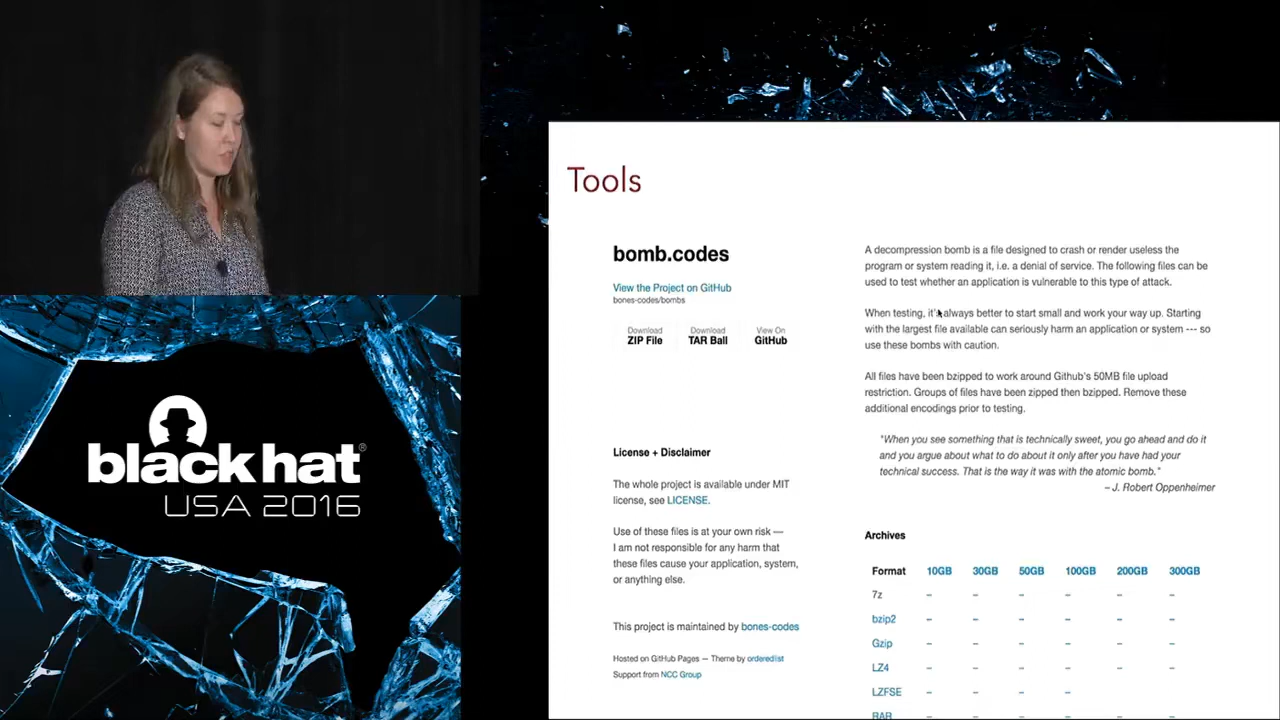 Tools
bomb.codes
View the Project on GitHub
bones-codes/bombs
Download
ZIP File
Download
TAR Ball
View On
GitHub
License + Disclaimer
The whole project is available under MIT
license, see LICENSE.
Use of these files is at your own risk —
I am not responsible for any harm that
these files cause your application, system,
or anything else.
This project is maintained by bones-codes
Hosted on GitHub Pages — Theme by orderedlist
Support from NCC Group
A decompression bomb is a file designed to crash or render useless the
program or system reading it, i.e. a denial of service. The following files can be
used to test whether an application is vulnerable to this type of attack.
When testing, it's always better to start small and work your way up. Starting
with the largest file available can seriously harm an application or system --- so
use these bombs with caution.
All files have been bzipped to work around Github's 50MB file upload
restriction. Groups of files have been zipped then bzipped. Remove these
additional encodings prior to testing.
"When you see something that is technically sweet, you go ahead and do it
and you argue about what to do about it only after you have had your
technical success. That is the way it was with the atomic bomb."
– J. Robert Oppenheimer
Archives
Format 10GB 30GB 50GB 100GB 200GB 300GB
7z – – – – – –
bzip2 – – – – – –
Gzip – – – – – –
LZ4 – – – – – –
LZFSE – – – –
RAR – – – – – –
black hat®
USA 2016